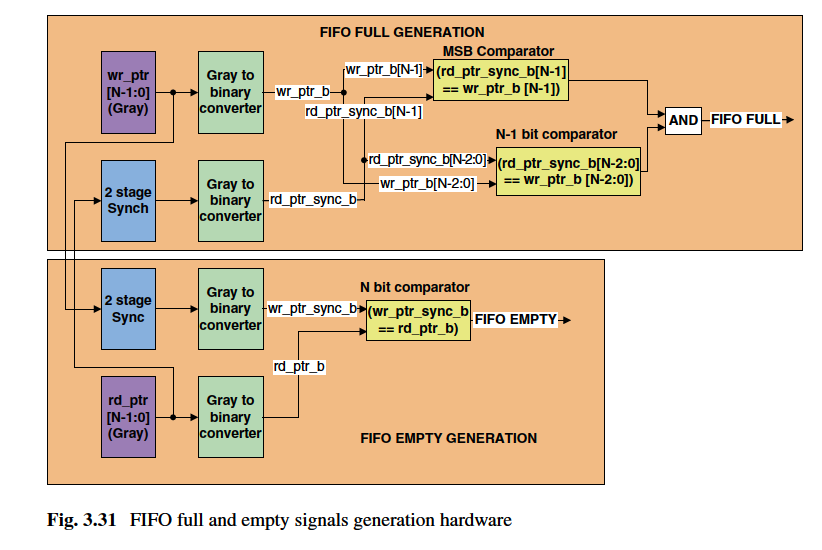 FIFO FULL GENERATION
wr_ptr
[N-1:0]
(Gray)
Gray to
binary
converter
wr_ptr_b
wr_ptr_b[N-1]
rd_ptr_sync_b[N-1]
MSB Comparator
(rd_ptr_sync_b[N-1]
== wr_ptr_b [N-1])
AND
FIFO FULL
N-1 bit comparator
rd_ptr_sync_b[N-2:0]
wr_ptr_b[N-2:0]
(rd_ptr_sync_b[N-2:0]
== wr_ptr_b [N-2:0])
2 stage
Synch
Gray to
binary
converter
rd_ptr_sync_b
2 stage
Sync
Gray to
binary
converter
wr_ptr_sync_b
N bit comparator
(wr_ptr_sync_b
== rd_ptr_b)
FIFO EMPTY
rd_ptr_b
rd_ptr
[N-1:0]
(Gray)
Gray to
binary
converter
FIFO EMPTY GENERATION
Fig. 3.31 FIFO full and empty signals generation hardware